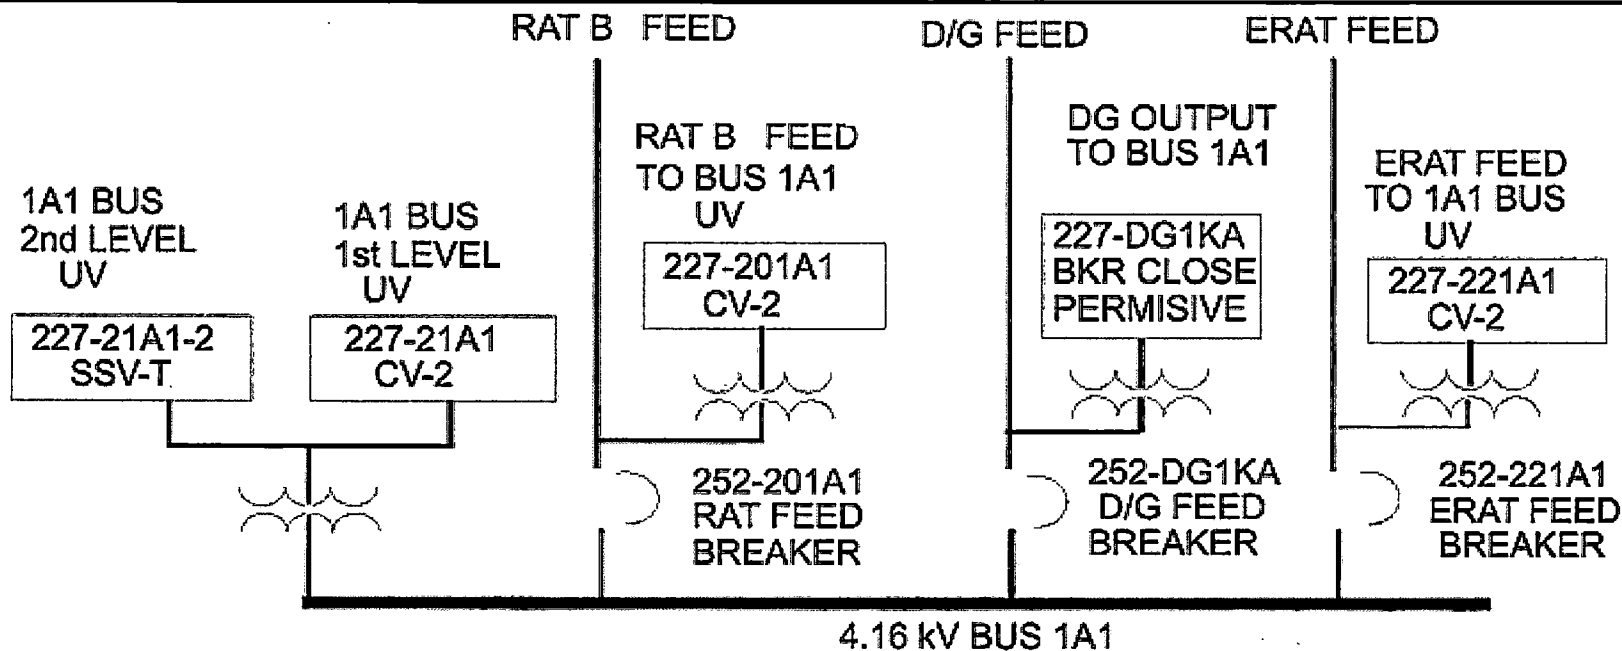 RAT B FEED
D/G FEED
ERAT FEED
1A1 BUS
2nd LEVEL
UV
227-21A1-2
SSV-T
1A1 BUS
1st LEVEL
UV
227-21A1
CV-2
RAT B FEED
TO BUS 1A1
UV
227-201A1
CV-2
DG OUTPUT
TO BUS 1A1
227-DG1KA
BKR CLOSE
PERMISIVE
ERAT FEED
TO 1A1 BUS
UV
227-221A1
CV-2
252-201A1
RAT FEED
BREAKER
252-DG1KA
D/G FEED
BREAKER
252-221A1
ERAT FEED
BREAKER
4.16 kV BUS 1A1